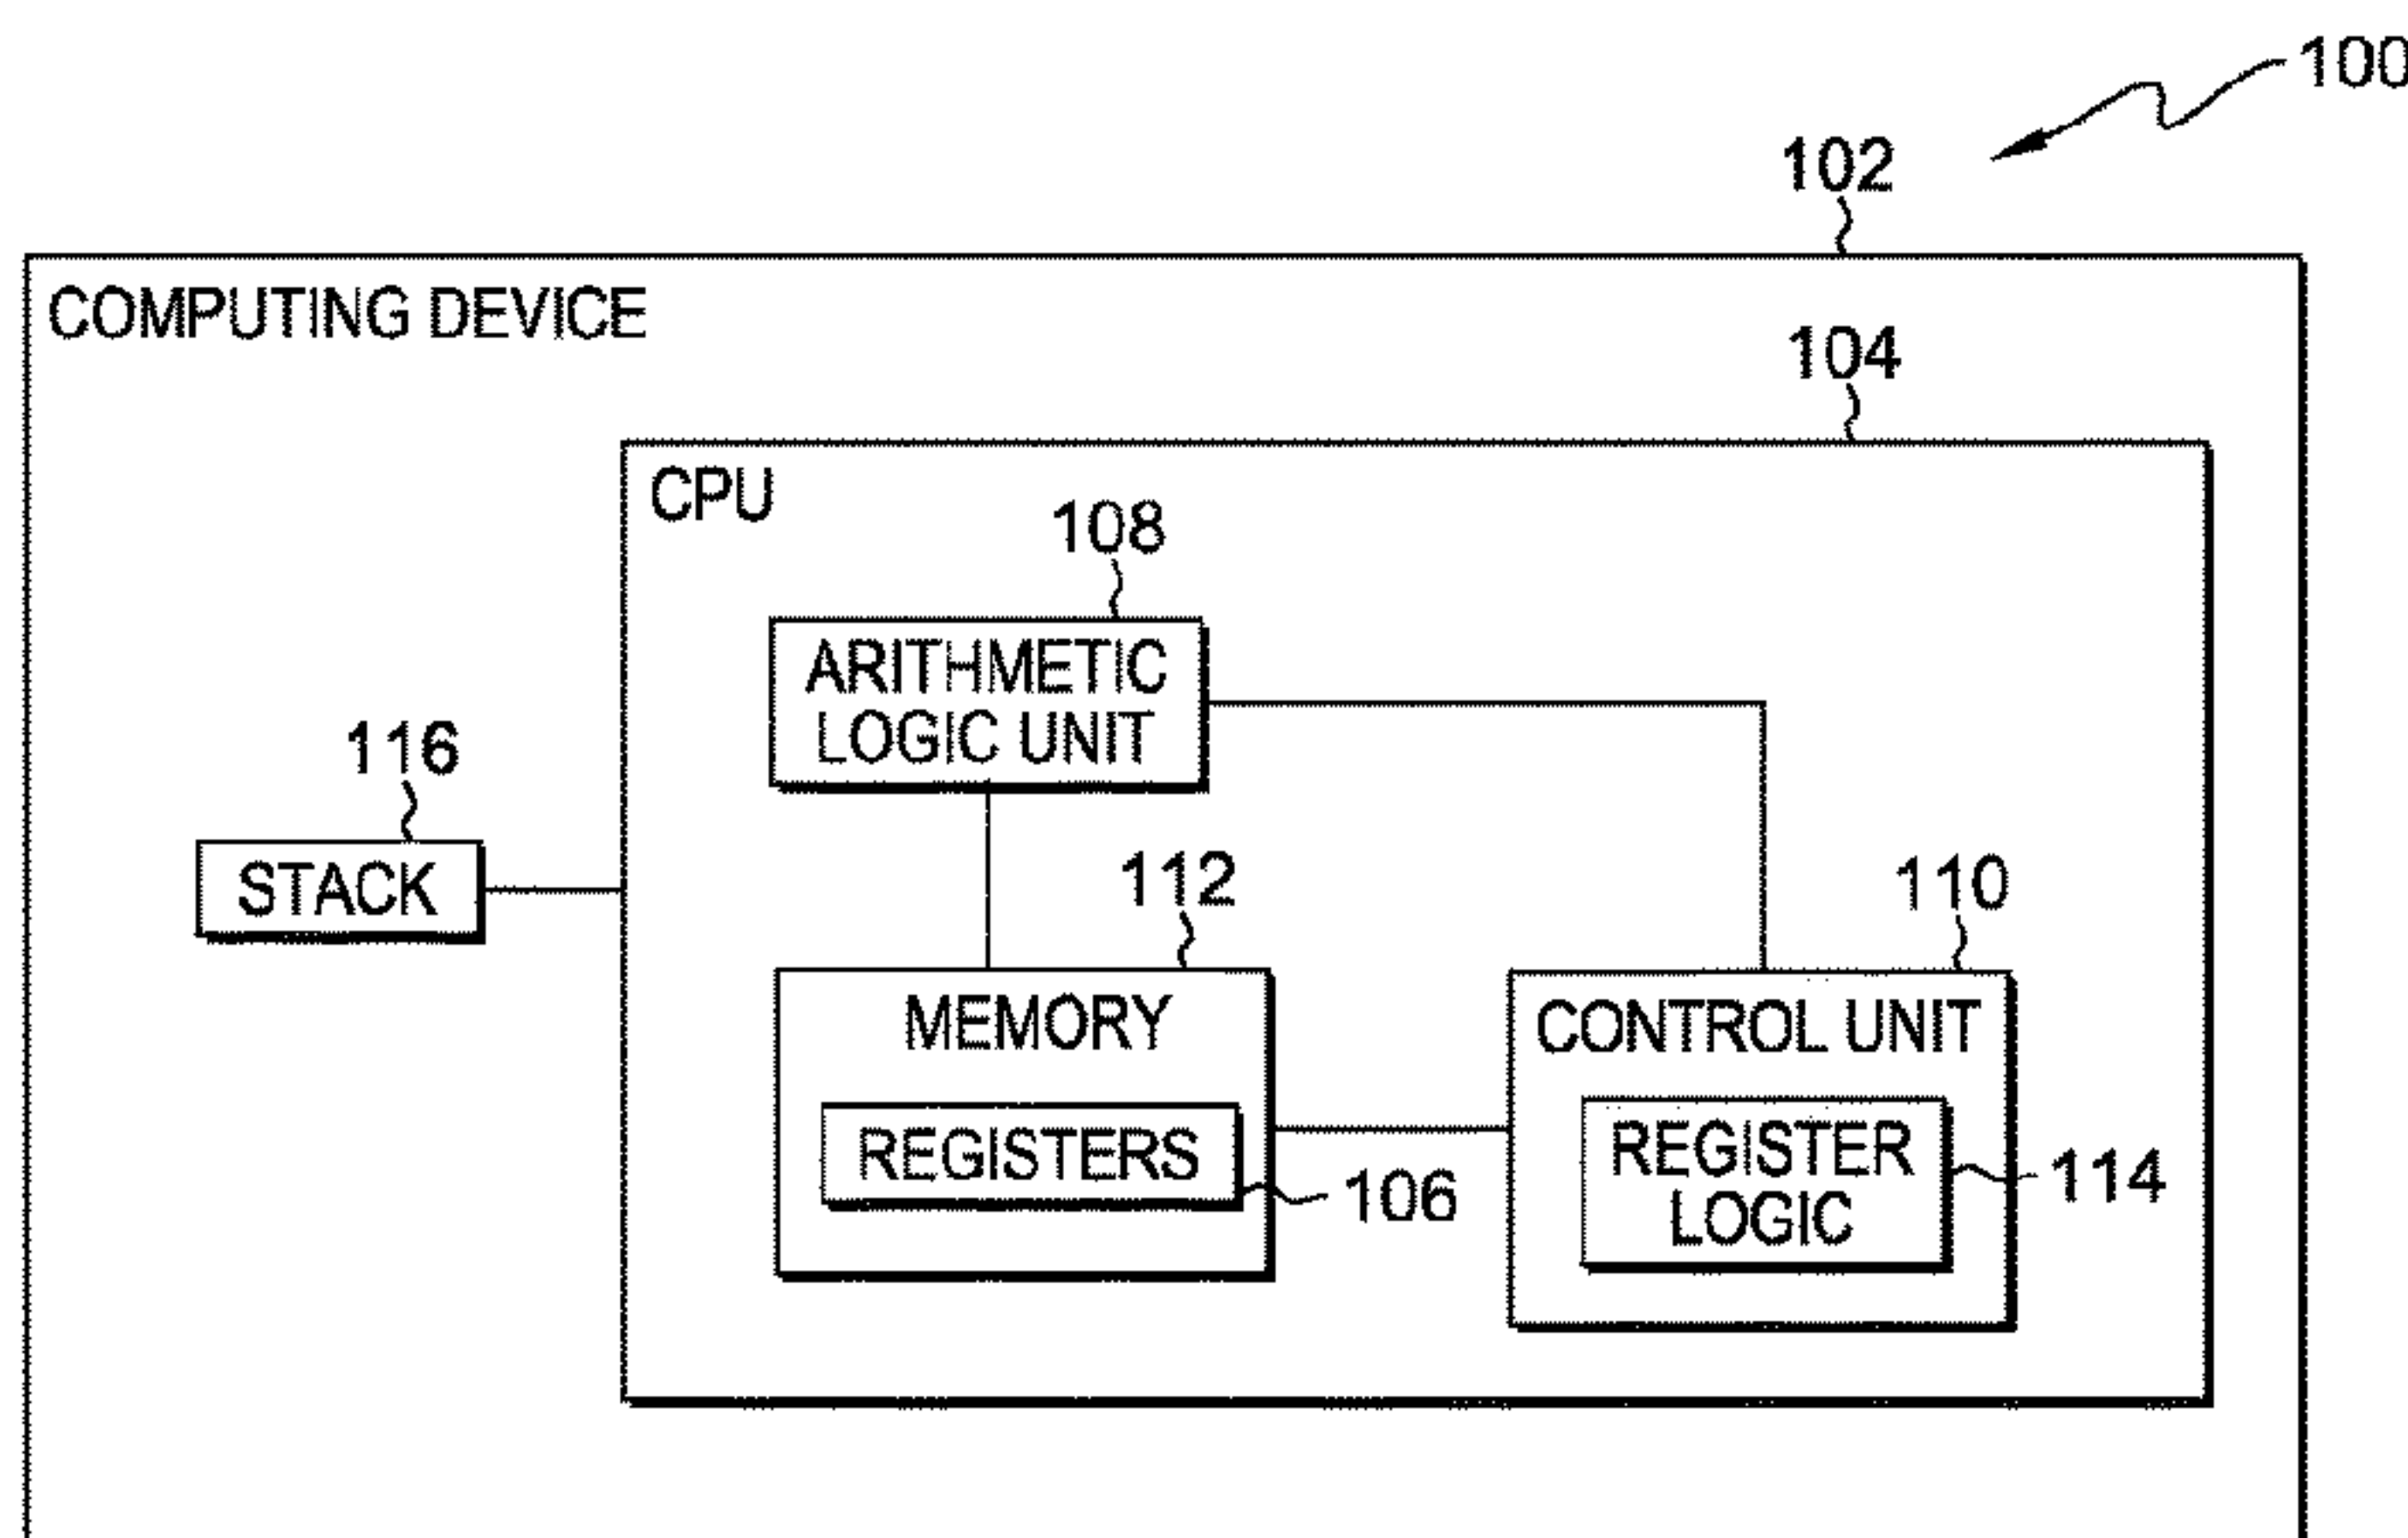 100
102
COMPUTING DEVICE
104
CPU
108
ARITHMETIC
LOGIC UNIT
116
STACK
112
110
MEMORY
CONTROL UNIT
REGISTERS
106
REGISTER
LOGIC
114